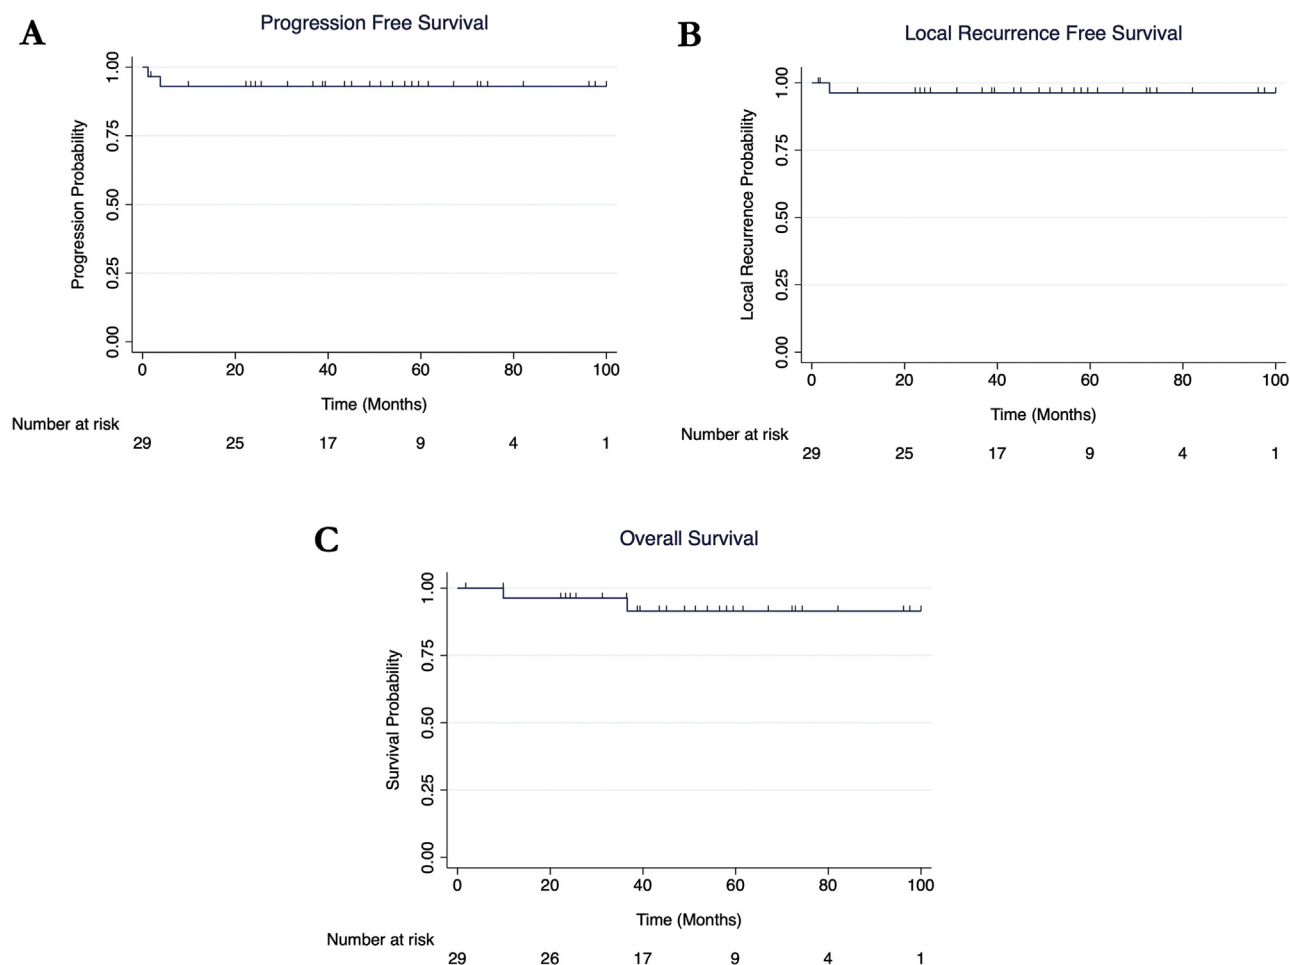 A
Progression Free Survival
Progression Probability
1.00
0.75
0.50
0.25
0.00
0 20 40 60 80 100
Time (Months)
Number at risk
29 25 17 9 4 1
B
Local Recurrence Free Survival
Local Recurrence Probability
1.00
0.75
0.50
0.25
0.00
0 20 40 60 80 100
Time (Months)
Number at risk
29 25 17 9 4 1
C
Overall Survival
Survival Probability
1.00
0.75
0.50
0.25
0.00
0 20 40 60 80 100
Time (Months)
Number at risk
29 26 17 9 4 1